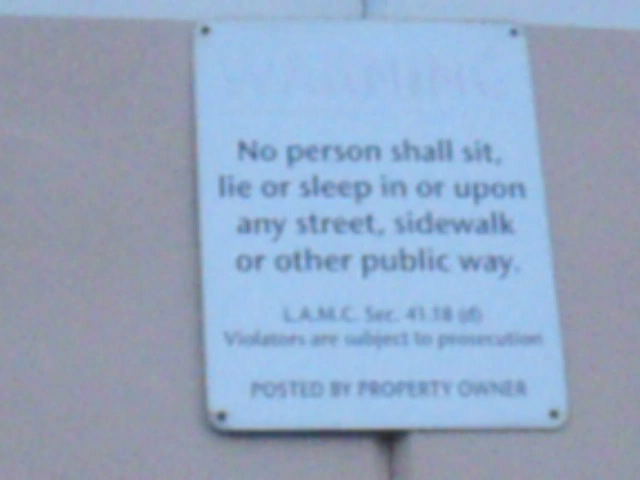 WARNING
No person shall sit,
lie or sleep in or upon
any street, sidewalk
or other public way.
L.A.M.C. Sec. 41.18 (d)
Violators are subject to prosecution
POSTED BY PROPERTY OWNER